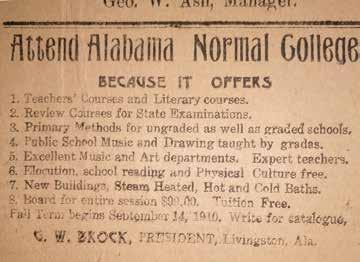 Geo. W. Ash, Manager.
Attend Alabama Normal College
BECAUSE IT OFFERS
1. Teachers' Courses and Literary courses.
2. Review Courses for State Examinations.
3. Primary Methods for ungraded as well as graded schools.
4. Public School Music and Drawing taught by grades.
5. Excellent Music and Art departments. Expert teachers.
6. Elocution, school reading and Physical Culture free.
7. New Buildings, Steam Heated, Hot and Cold Baths.
8. Board for entire session $99.00. Tuition Free.
Fall Term begins September 14, 1910. Write for catalogue,
G. W. BROCK, PRESIDENT, Livingston, Ala.